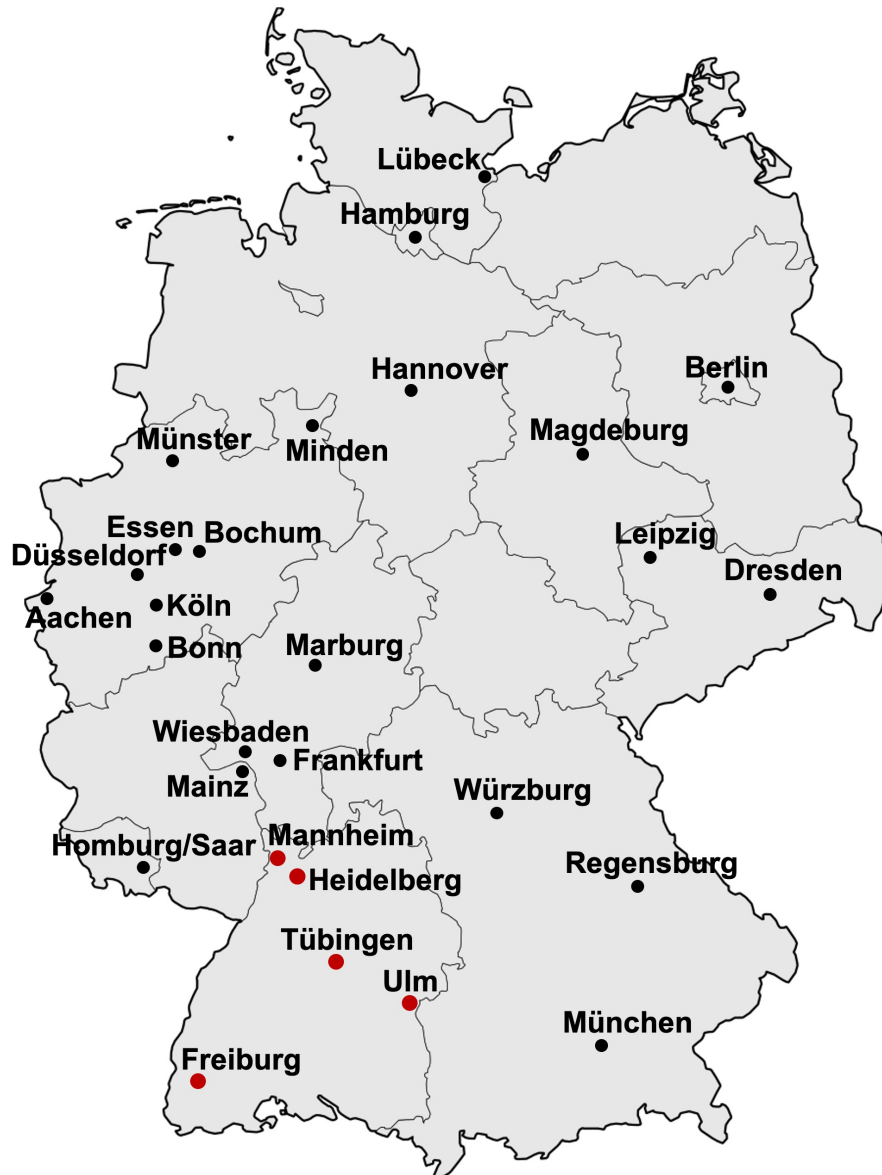 Lübeck
Hamburg
Hannover
Berlin
Münster
Minden
Magdeburg
Essen
Bochum
Leipzig
Düsseldorf
Dresden
Aachen
Köln
Bonn
Marburg
Wiesbaden
Frankfurt
Mainz
Würzburg
Mannheim
Homburg/Saar
Regensburg
Heidelberg
Tübingen
Ulm
München
Freiburg